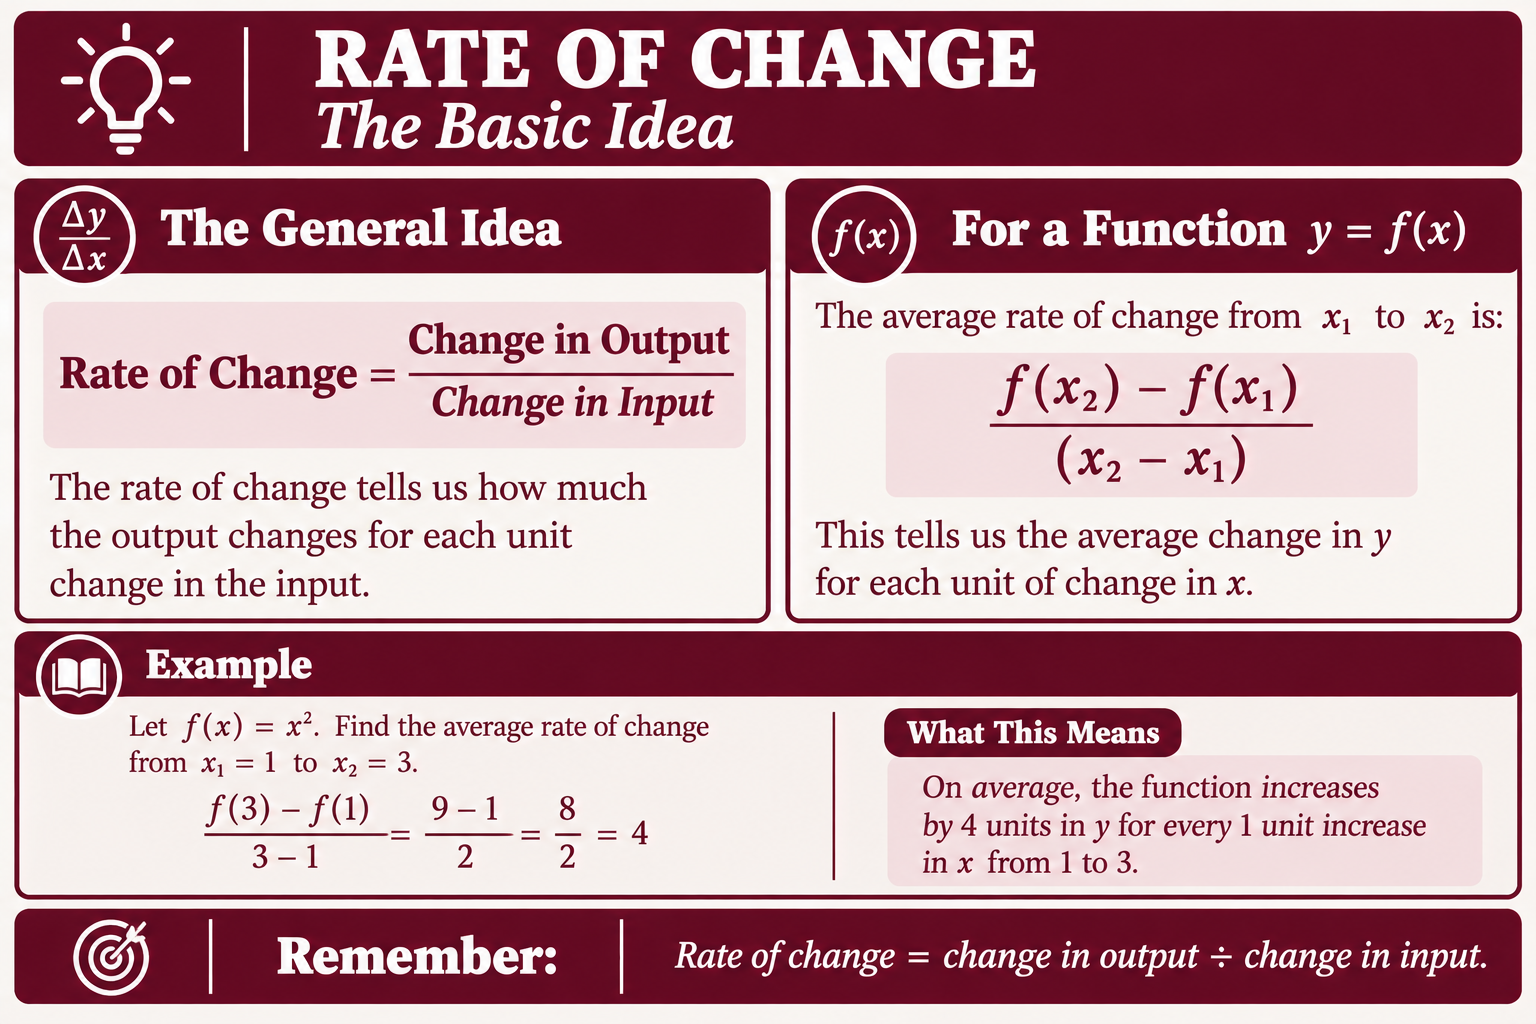 RATE OF CHANGE
The Basic Idea
Δy
Δx
The General Idea
Rate of Change = Change in Output
Change in Input
The rate of change tells us how much
the output changes for each unit
change in the input.
f(x)
For a Function y = f(x)
The average rate of change from x₁ to x₂ is:
f(x₂) − f(x₁)
(x₂ − x₁)
This tells us the average change in y
for each unit of change in x.
Example
Let f(x) = x². Find the average rate of change
from x₁ = 1 to x₂ = 3.
f(3) − f(1)
3 − 1
=
9 − 1
2
=
8
2
= 4
What This Means
On average, the function increases
by 4 units in y for every 1 unit increase
in x from 1 to 3.
Remember:
Rate of change = change in output ÷ change in input.